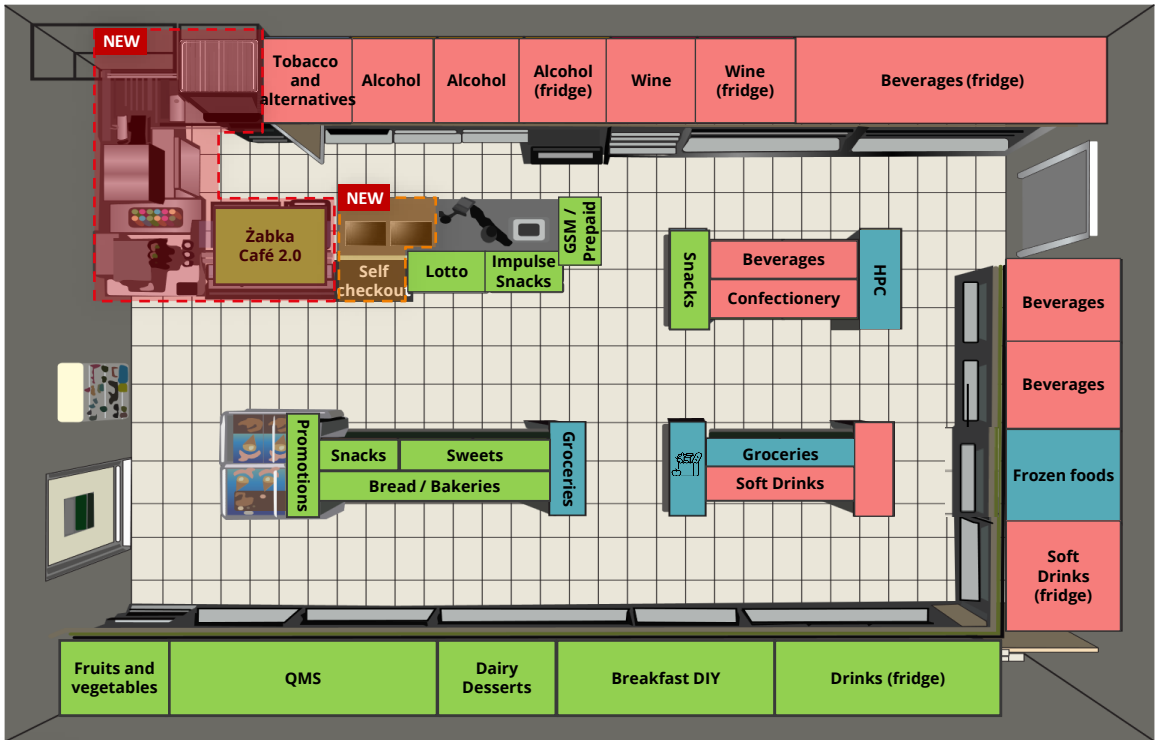 NEW
Tobacco
and
alternatives
Alcohol
Alcohol
Alcohol
(fridge)
Wine
Wine
(fridge)
Beverages (fridge)
NEW
Żabka
Café 2.0
Self
checkout
Lotto
Impulse
Snacks
GSM /
Prepaid
Snacks
Beverages
Confectionery
HPC
Beverages
Beverages
Frozen foods
Soft
Drinks
(fridge)
Promotions
Snacks
Sweets
Bread / Bakeries
Groceries
Groceries
Soft Drinks
Fruits and
vegetables
QMS
Dairy
Desserts
Breakfast DIY
Drinks (fridge)